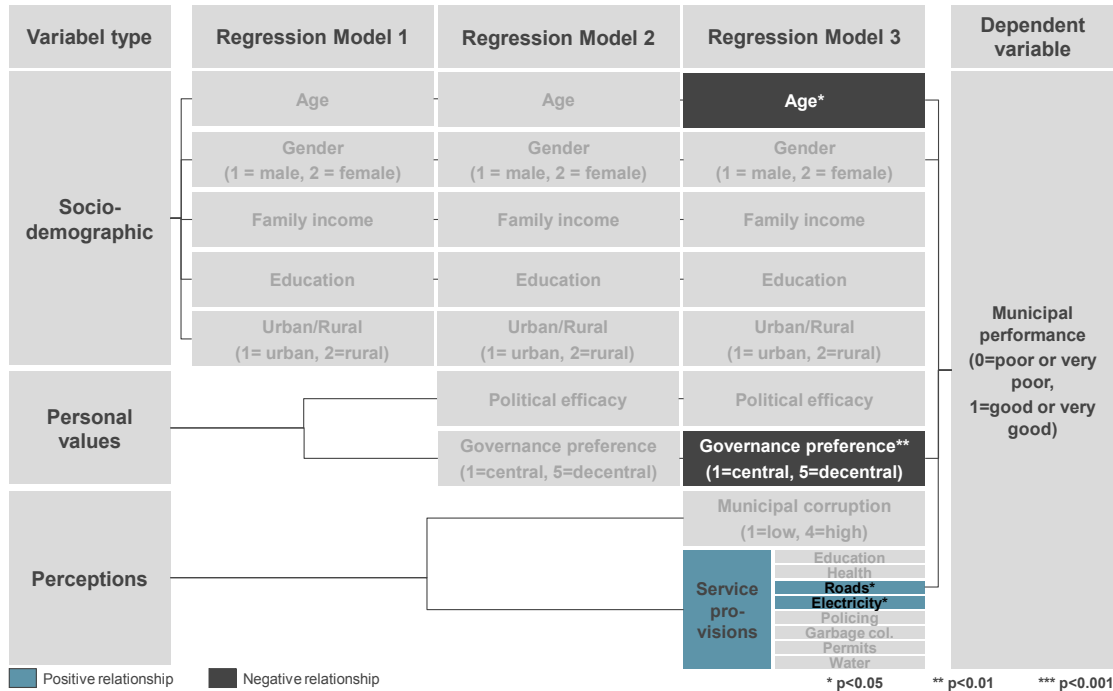 Variabel type
Regression Model 1
Regression Model 2
Regression Model 3
Dependent
variable
Socio-
demographic
Age
Age
Age*
Gender
(1 = male, 2 = female)
Gender
(1 = male, 2 = female)
Gender
(1 = male, 2 = female)
Family income
Family income
Family income
Education
Education
Education
Urban/Rural
(1= urban, 2=rural)
Urban/Rural
(1= urban, 2=rural)
Urban/Rural
(1= urban, 2=rural)
Personal
values
Political efficacy
Political efficacy
Governance preference
(1=central, 5=decentral)
Governance preference**
(1=central, 5=decentral)
Perceptions
Municipal corruption
(1=low, 4=high)
Service
pro-
visions
Education
Health
Roads*
Electricity*
Policing
Garbage col.
Permits
Water
Municipal
performance
(0=poor or very
poor,
1=good or very
good)
Positive relationship
Negative relationship
* p<0.05
** p<0.01
*** p<0.001